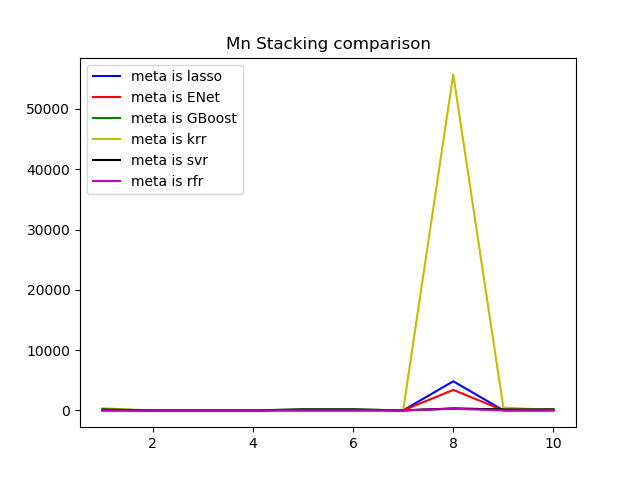 Mn Stacking comparison
meta is lasso
meta is ENet
meta is GBoost
meta is krr
meta is svr
meta is rfr
50000
40000
30000
20000
10000
0
2 4 6 8 10